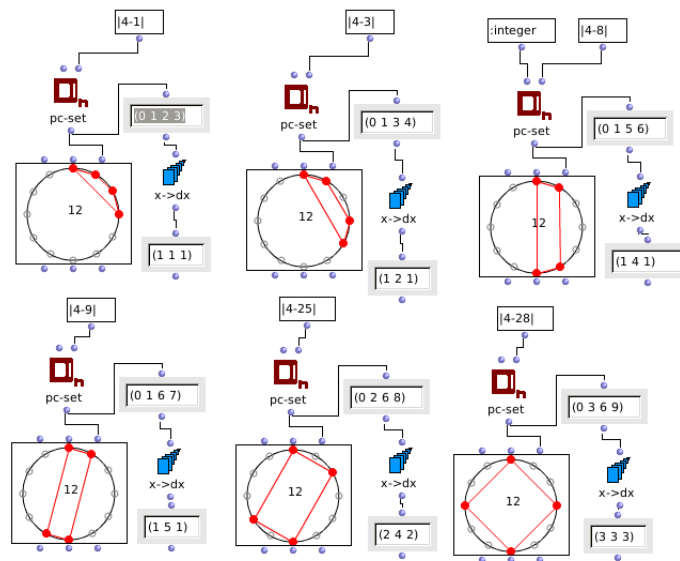 |4-1|
pc-set
(0 1 2 3)
12
x->dx
(1 1 1)
|4-3|
pc-set
(0 1 3 4)
12
x->dx
(1 2 1)
:integer
|4-8|
pc-set
(0 1 5 6)
12
x->dx
(1 4 1)
|4-9|
pc-set
(0 1 6 7)
12
x->dx
(1 5 1)
|4-25|
pc-set
(0 2 6 8)
12
x->dx
(2 4 2)
|4-28|
pc-set
(0 3 6 9)
12
x->dx
(3 3 3)